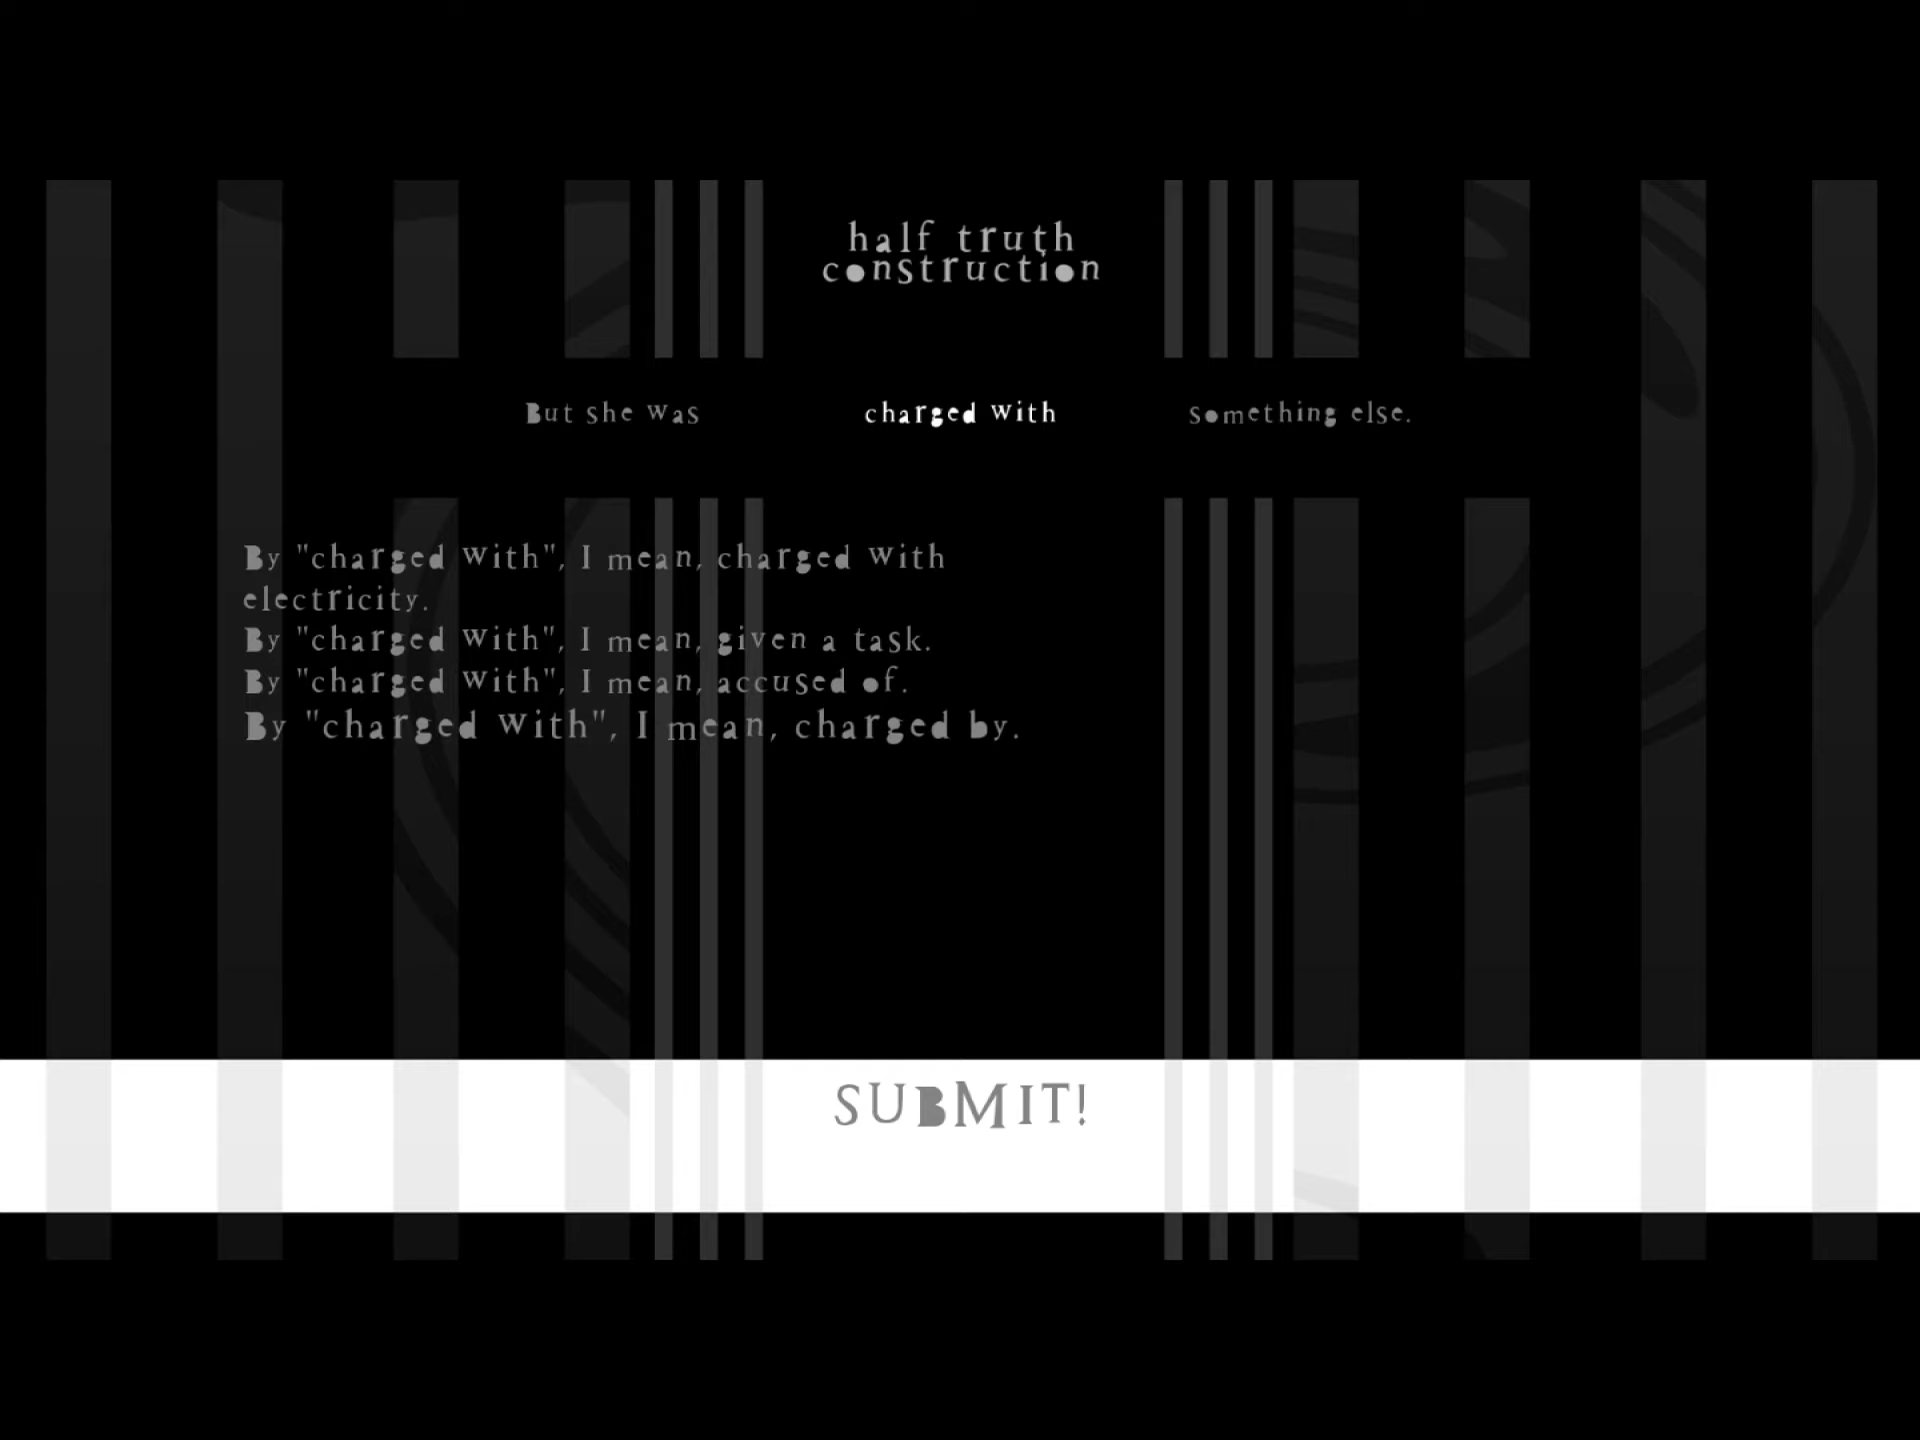 half truth
construction
But she was charged with something else.
By "charged with", I mean, charged with
electricity.
By "charged with", I mean, given a task.
By "charged with", I mean, accused of.
By "charged with", I mean, charged by.
SUBMIT!